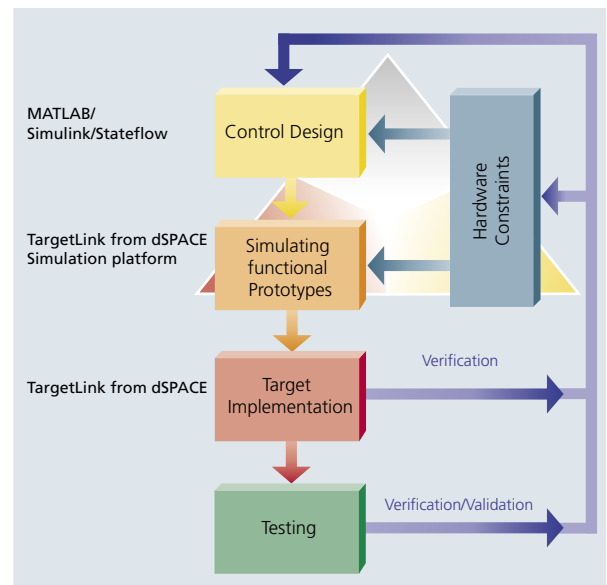 MATLAB/
Simulink/Stateflow
Control Design
Hardware
Constraints
TargetLink from dSPACE
Simulation platform
Simulating
functional
Prototypes
TargetLink from dSPACE
Target
Implementation
Verification
Testing
Verification/Validation